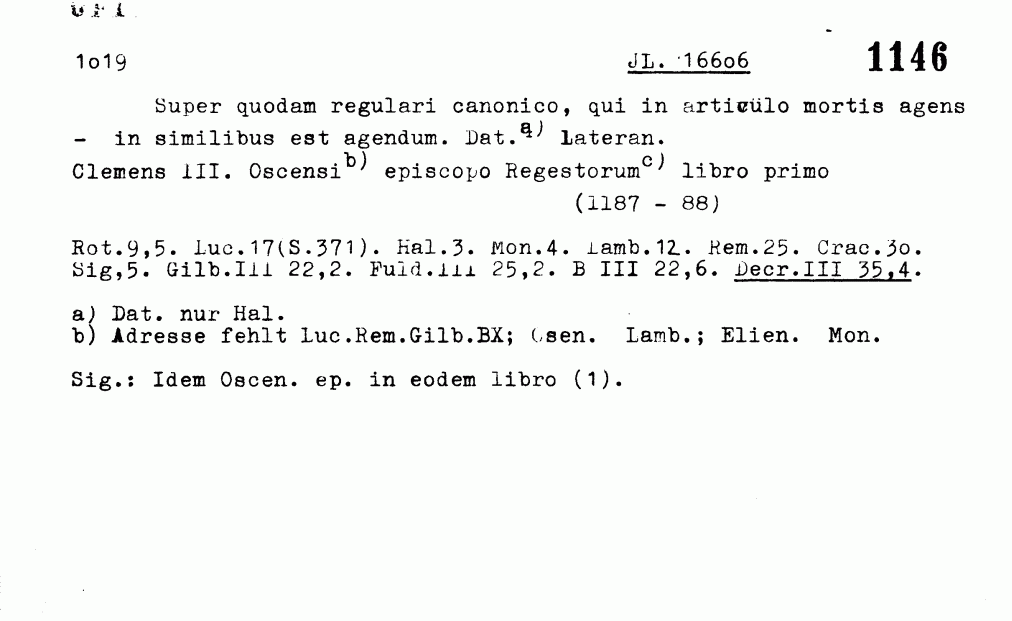 1o19 JL. 166o6 1146
Super quodam regulari canonico, qui in articulo mortis agens
- in similibus est agendum. Dat.a) Lateran.
Clemens III. Oscensib) episcopo Regestorumc) libro primo
(1187 - 88)
Rot.9,5. Luc.17(S.371). Hal.3. Mon.4. Lamb.12. Rem.25. Crac.3o.
Sig,5. Gilb.III 22,2. Fuld.III 25,2. B III 22,6. Decr.III 35,4.
a) Dat. nur Hal.
b) Adresse fehlt Luc.Rem.Gilb.BX; Osen. Lamb.; Elien. Mon.
Sig.: Idem Oscen. ep. in eodem libro (1).